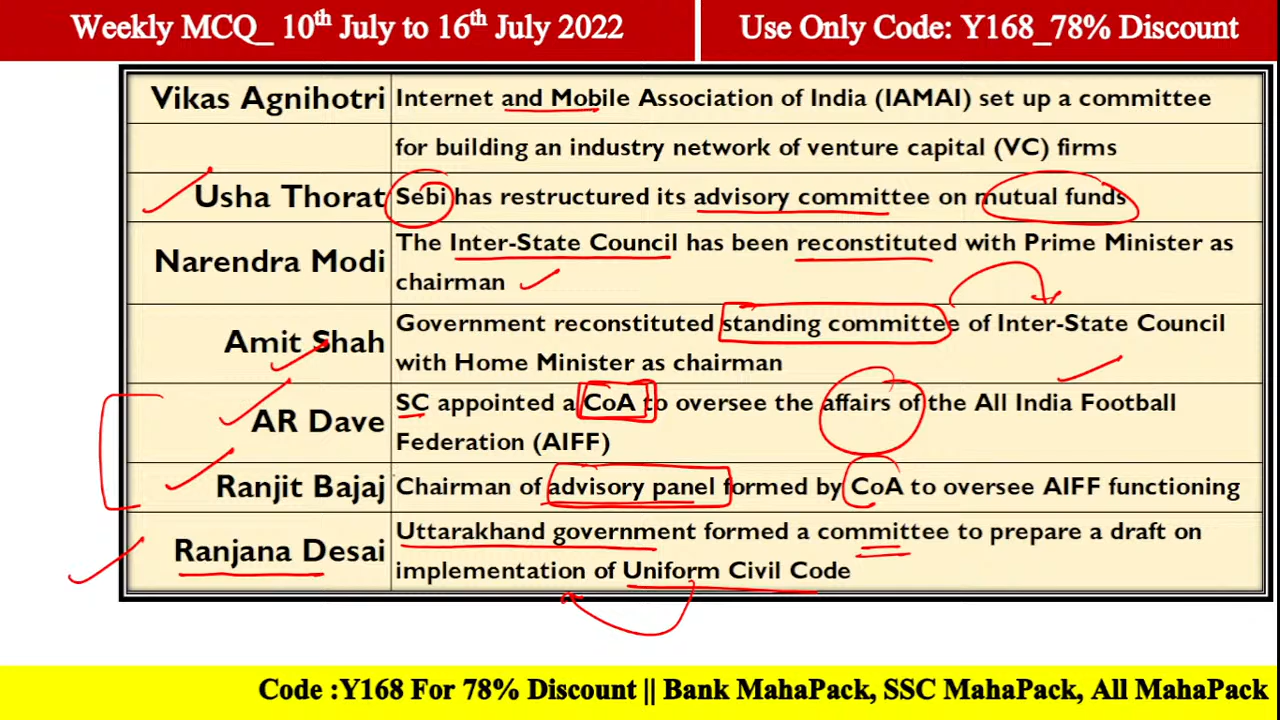 Weekly MCQ_ 10th July to 16th July 2022
Use Only Code: Y168_78% Discount
Vikas Agnihotri Internet and Mobile Association of India (IAMAI) set up a committee
for building an industry network of venture capital (VC) firms
Usha Thorat Sebi has restructured its advisory committee on mutual funds
Narendra Modi The Inter-State Council has been reconstituted with Prime Minister as
chairman
Amit Shah Government reconstituted standing committee of Inter-State Council
with Home Minister as chairman
AR Dave SC appointed a CoA to oversee the affairs of the All India Football
Federation (AIFF)
Ranjit Bajaj Chairman of advisory panel formed by CoA to oversee AIFF functioning
Ranjana Desai Uttarakhand government formed a committee to prepare a draft on
implementation of Uniform Civil Code
Code :Y168 For 78% Discount || Bank MahaPack, SSC MahaPack, All MahaPack